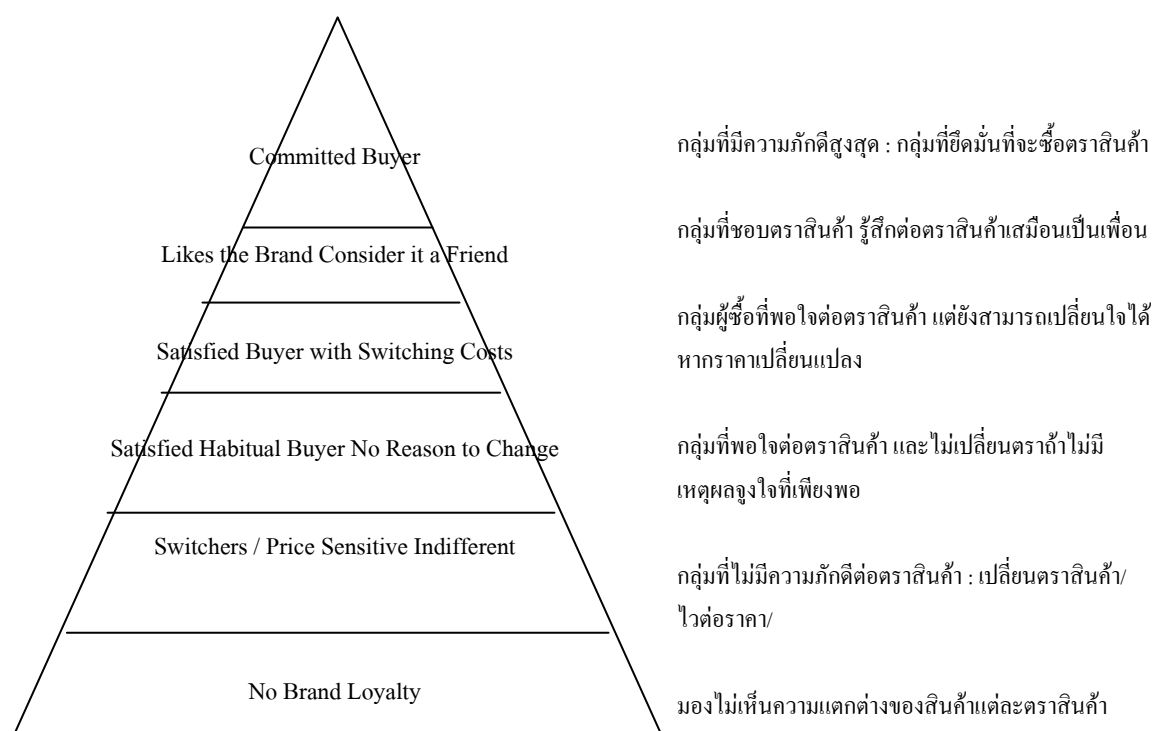 Committed Buyer
กลุ่มที่มีความภักดีสูงสุด : กลุ่มที่ยึดมั่นที่จะซื้อตราสินค้า
Likes the Brand Consider it a Friend
กลุ่มที่ชอบตราสินค้า รู้สึกต่อตราสินค้าเสมือนเป็นเพื่อน
Satisfied Buyer with Switching Costs
กลุ่มผู้ซื้อที่พอใจต่อตราสินค้า แต่ยังสามารถเปลี่ยนใจได้
หากราคาเปลี่ยนแปลง
Satisfied Habitual Buyer No Reason to Change
กลุ่มที่พอใจต่อตราสินค้า และไม่เปลี่ยนตราถ้าไม่มี
เหตุผลจูงใจที่เพียงพอ
Switchers / Price Sensitive Indifferent
กลุ่มที่ไม่มีความภักดีต่อตราสินค้า : เปลี่ยนตราสินค้า/
ไวต่อราคา/
No Brand Loyalty
มองไม่เห็นความแตกต่างของสินค้าแต่ละตราสินค้า